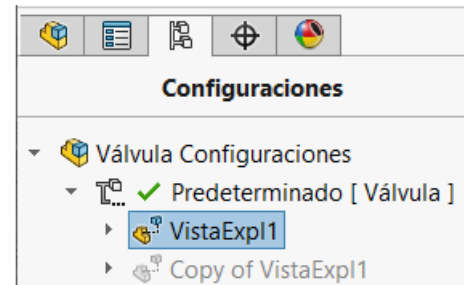 Configuraciones
Válvula Configuraciones
Predeterminado [ Válvula ]
VistaExpl1
Copy of VistaExpl1